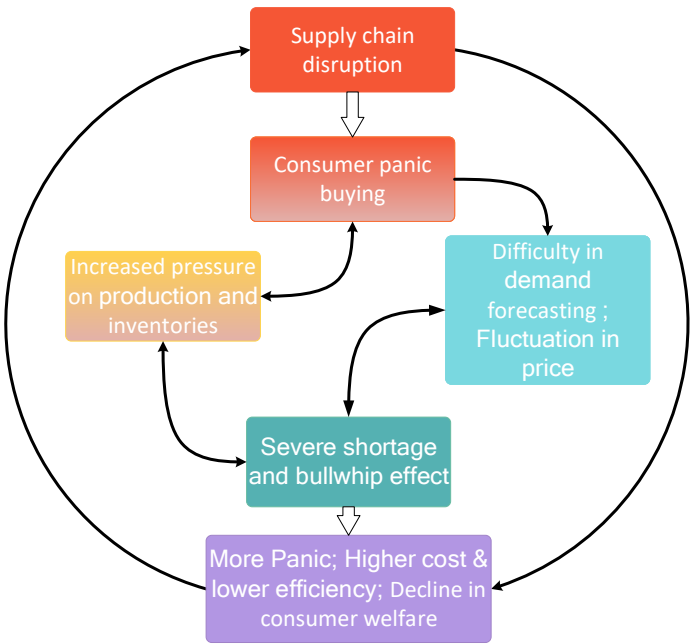 Supply chain
disruption
Consumer panic
buying
Increased pressure
on production and
inventories
Difficulty in
demand
forecasting ;
Fluctuation in
price
Severe shortage
and bullwhip effect
More Panic; Higher cost &
lower efficiency; Decline in
consumer welfare